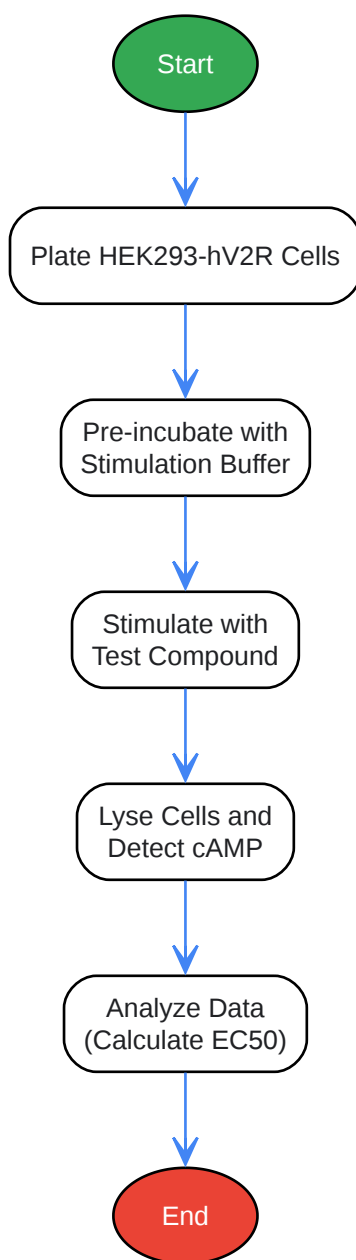 Start
Plate HEK293-hV2R Cells
Pre-incubate with
Stimulation Buffer
Stimulate with
Test Compound
Lyse Cells and
Detect cAMP
Analyze Data
(Calculate EC50)
End